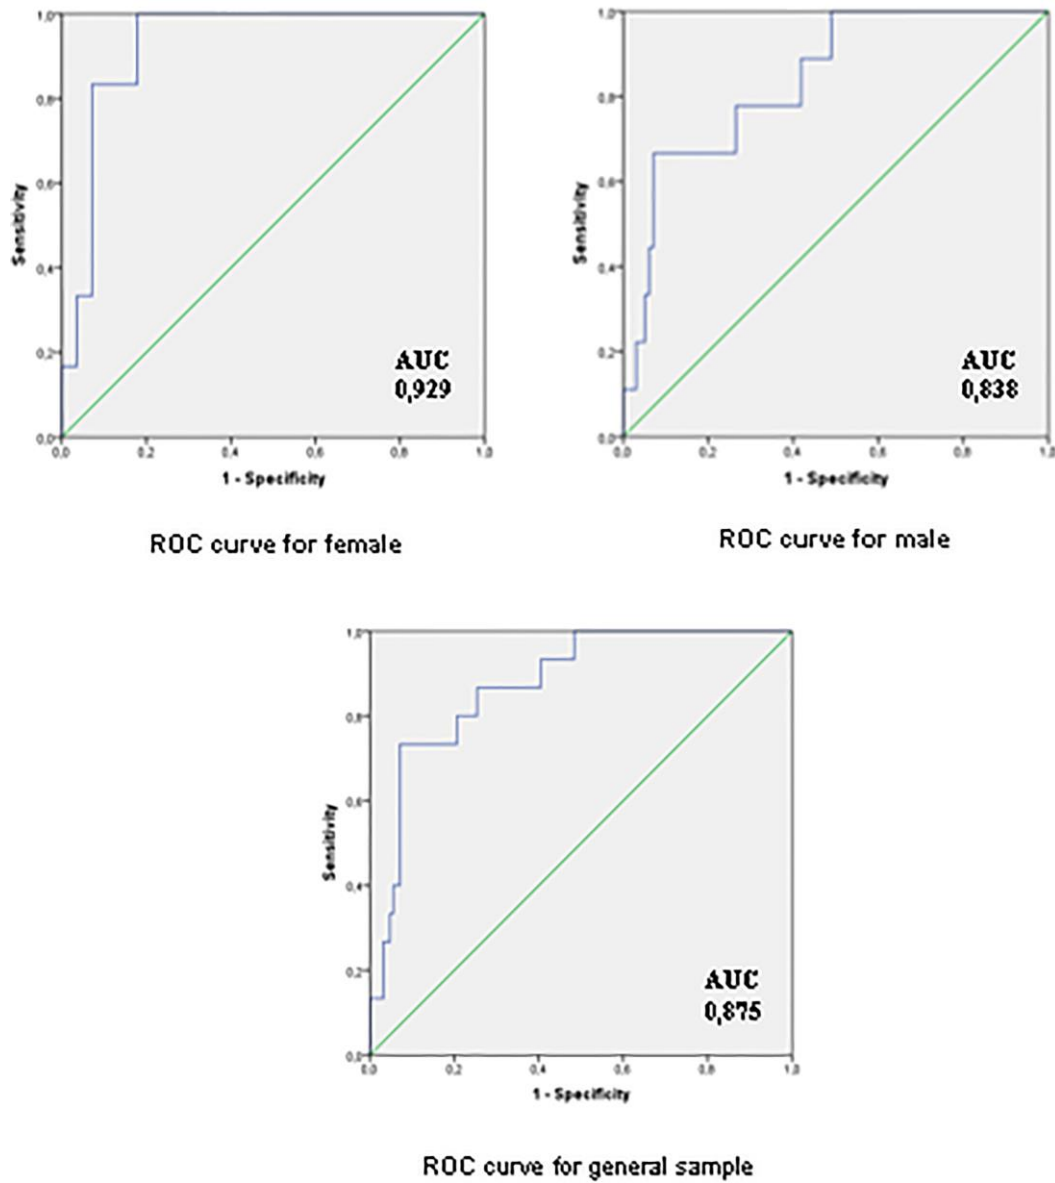 1,0
0,8
0,6
0,4
0,2
0,0
Sensitivity
0,0 0,2 0,4 0,6 0,8 1,0
1 - Specificity
AUC
0,929
ROC curve for female
1,0
0,8
0,6
0,4
0,2
0,0
Sensitivity
0,0 0,2 0,4 0,6 0,8 1,0
1 - Specificity
AUC
0,838
ROC curve for male
1,0
0,8
0,6
0,4
0,2
0,0
Sensitivity
0,0 0,2 0,4 0,6 0,8 1,0
1 - Specificity
AUC
0,875
ROC curve for general sample